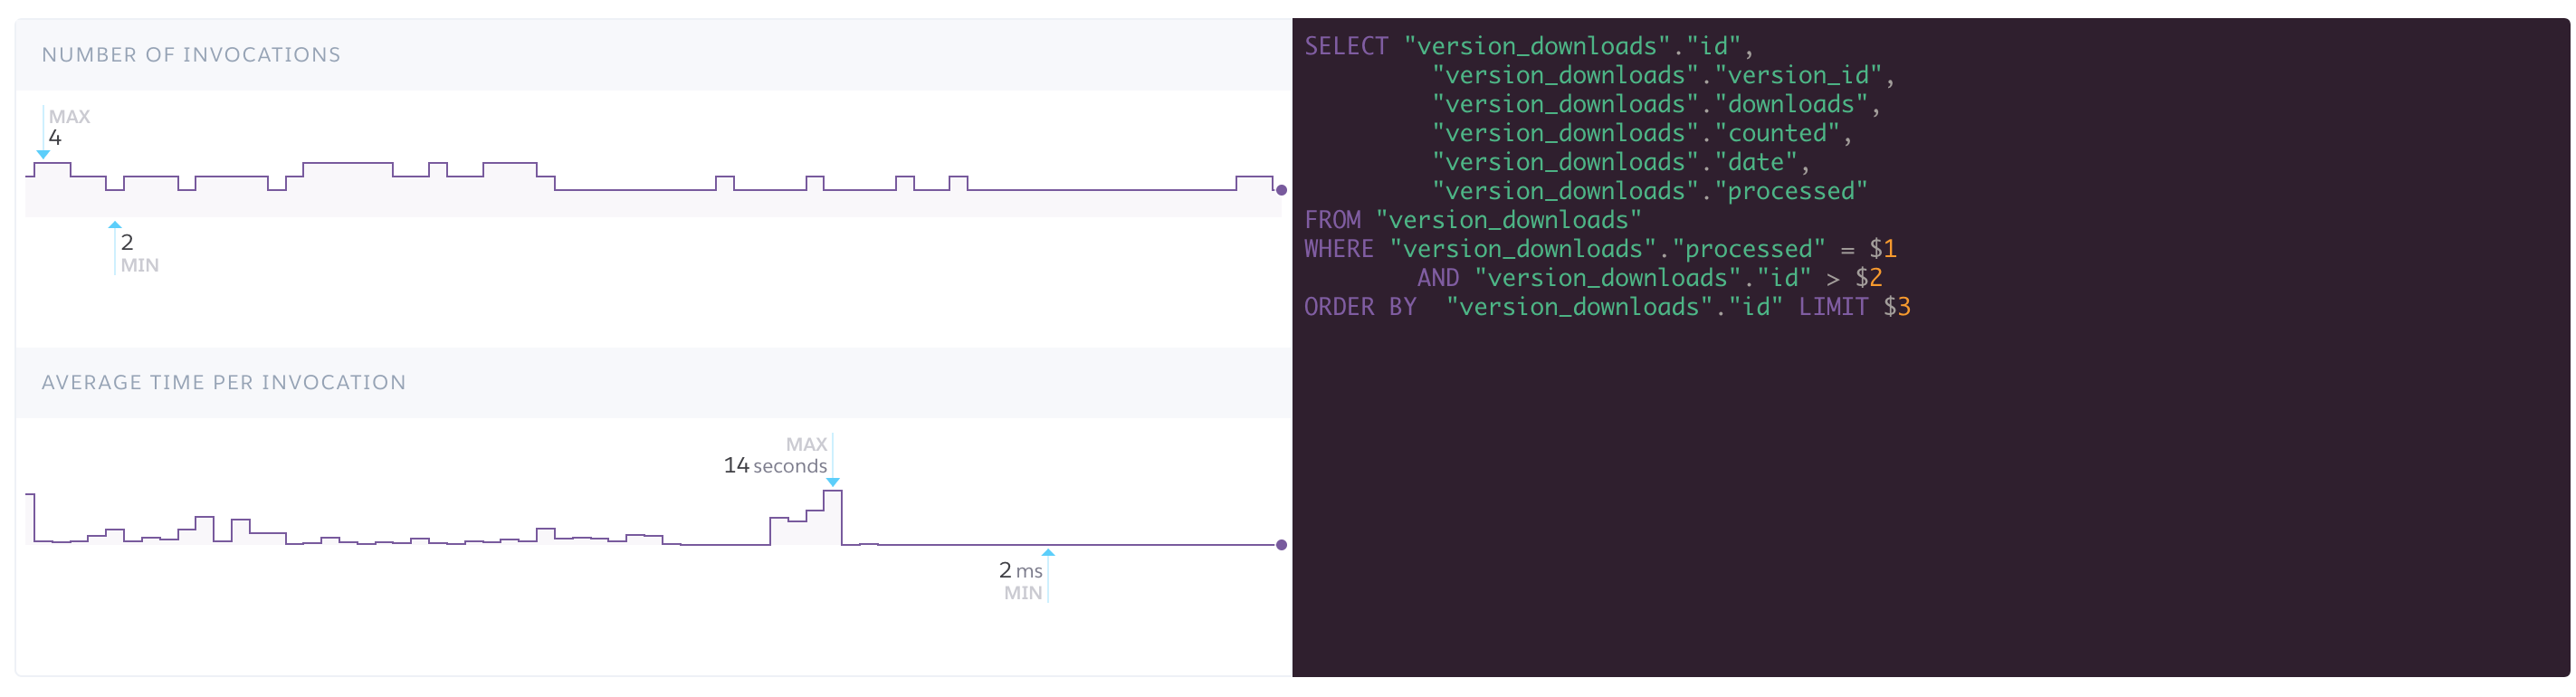 NUMBER OF INVOCATIONS
MAX
4
2
MIN
AVERAGE TIME PER INVOCATION
MAX
14 seconds
2 ms
MIN
SELECT "version_downloads"."id",
"version_downloads"."version_id",
"version_downloads"."downloads",
"version_downloads"."counted",
"version_downloads"."date",
"version_downloads"."processed"
FROM "version_downloads"
WHERE "version_downloads"."processed" = $1
AND "version_downloads"."id" > $2
ORDER BY  "version_downloads"."id" LIMIT $3